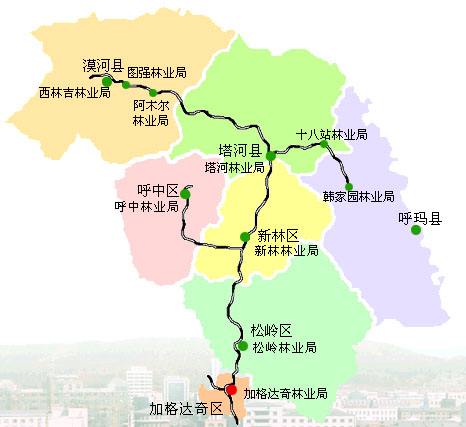 漠河县
图强林业局
西林吉林业局
阿木尔
林业局
十八站林业局
塔河县
塔河林业局
呼中区
呼中林业局
韩家园林业局
呼玛县
新林区
新林林业局
松岭区
松岭林业局
加格达奇林业局
加格达奇区